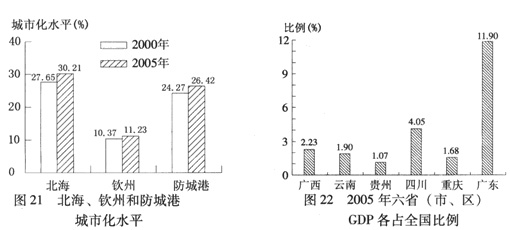 城市化水平(%)
40
30
20
10
0
2000年
2005年
27.65
30.21
10.37
11.23
24.27
26.42
北海
钦州
防城港
图21 北海、钦州和防城港
城市化水平
比例(%)
12
9
6
3
0
2.23
1.90
1.07
4.05
1.68
11.90
广西
云南
贵州
四川
重庆
广东
图22 2005年六省（市、区）
GDP各占全国比例